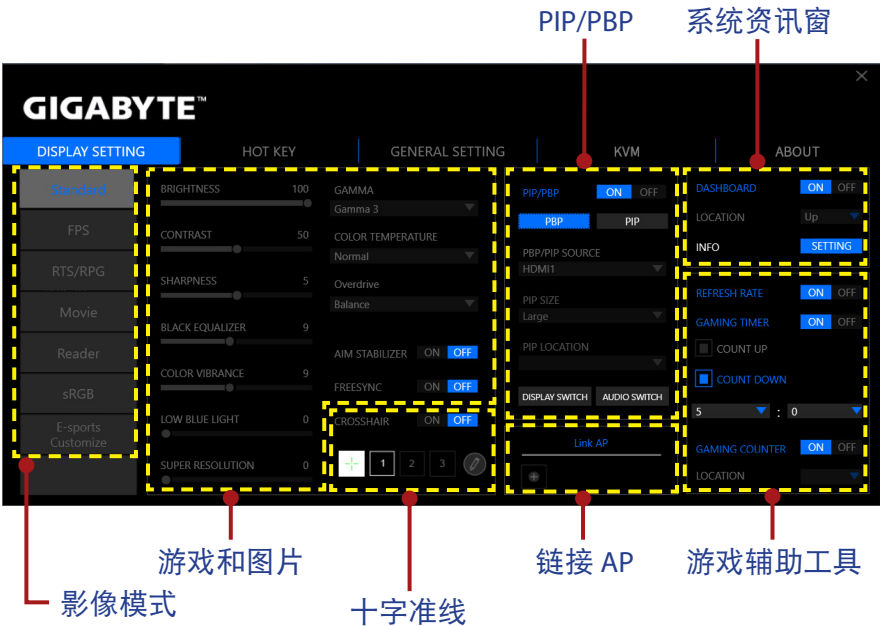 PIP/PBP
系统资讯窗
GIGABYTE™
DISPLAY SETTING
HOT KEY
GENERAL SETTING
KVM
ABOUT
Standard
FPS
RTS/RPG
Movie
Reader
sRGB
E-sports
Customize
BRIGHTNESS 100
CONTRAST 50
SHARPNESS 5
BLACK EQUALIZER 9
COLOR VIBRANCE 9
LOW BLUE LIGHT 0
SUPER RESOLUTION 0
GAMMA
Gamma 3
COLOR TEMPERATURE
Normal
Overdrive
Balance
AIM STABILIZER ON OFF
FREESYNC ON OFF
CROSSHAIR ON OFF
1 2 3
PIP/PBP ON OFF
PBP PIP
PBP/PIP SOURCE
HDMI1
PIP SIZE
Large
PIP LOCATION
DISPLAY SWITCH AUDIO SWITCH
Link AP
DASHBOARD ON OFF
LOCATION Up
INFO SETTING
REFRESH RATE ON OFF
GAMING TIMER ON OFF
COUNT UP
COUNT DOWN
5 : 0
GAMING COUNTER ON OFF
LOCATION
游戏和图片
链接 AP
游戏辅助工具
影像模式
十字准线